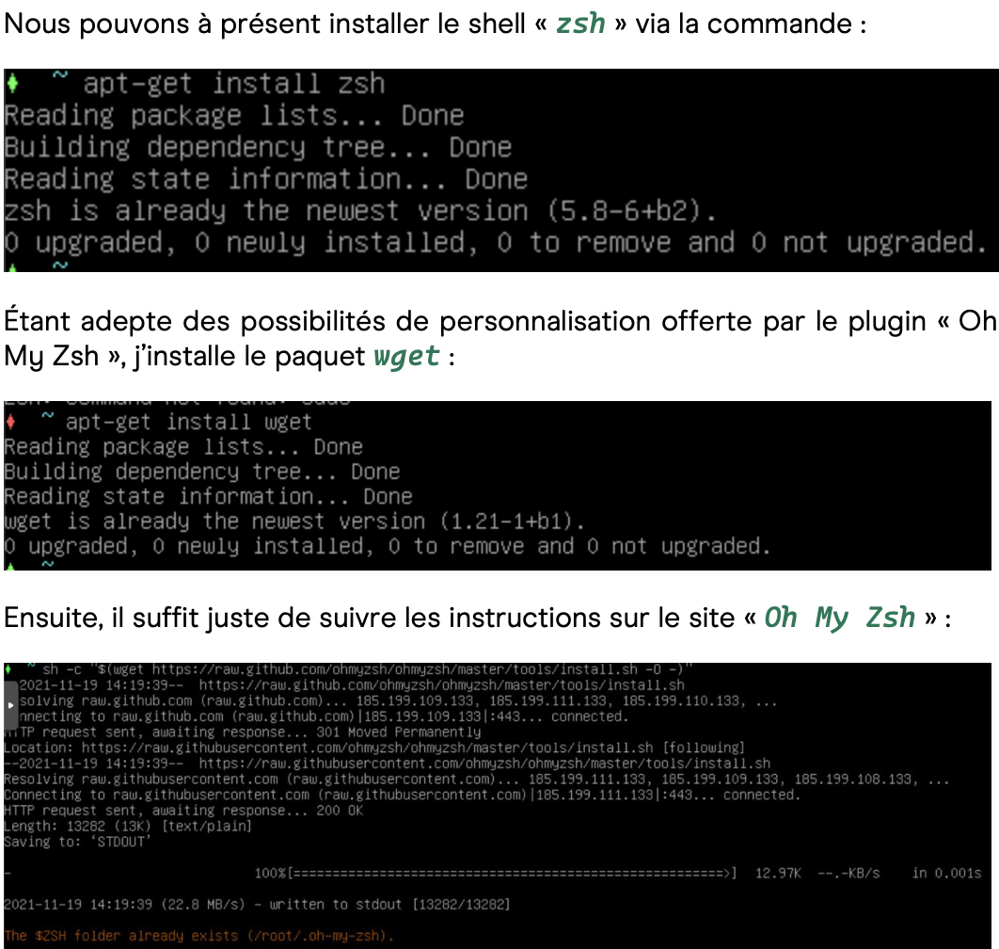 Nous pouvons à présent installer le shell « zsh » via la commande :
~ apt-get install zsh
Reading package lists... Done
Building dependency tree... Done
Reading state information... Done
zsh is already the newest version (5.8-6+b2).
0 upgraded, 0 newly installed, 0 to remove and 0 not upgraded.
~
Étant adepte des possibilités de personnalisation offerte par le plugin « Oh
My Zsh », j’installe le paquet wget :
~ apt-get install wget
Reading package lists... Done
Building dependency tree... Done
Reading state information... Done
wget is already the newest version (1.21-1+b1).
0 upgraded, 0 newly installed, 0 to remove and 0 not upgraded.
~
Ensuite, il suffit juste de suivre les instructions sur le site « Oh My Zsh » :
~ sh -c "$(wget https://raw.github.com/ohmyzsh/ohmyzsh/master/tools/install.sh -O -)"
2021-11-19 14:19:39-- https://raw.github.com/ohmyzsh/ohmyzsh/master/tools/install.sh
solving raw.github.com (raw.github.com)... 185.199.109.133, 185.199.111.133, 185.199.110.133, ...
nnecting to raw.github.com (raw.github.com)|185.199.109.133|:443... connected.
HTTP request sent, awaiting response... 301 Moved Permanently
Location: https://raw.githubusercontent.com/ohmyzsh/ohmyzsh/master/tools/install.sh [following]
--2021-11-19 14:19:39-- https://raw.githubusercontent.com/ohmyzsh/ohmyzsh/master/tools/install.sh
Resolving raw.githubusercontent.com (raw.githubusercontent.com)... 185.199.111.133, 185.199.109.133, 185.199.108.133, ...
Connecting to raw.githubusercontent.com (raw.githubusercontent.com)|185.199.111.133|:443... connected.
HTTP request sent, awaiting response... 200 OK
Length: 13282 (13K) [text/plain]
Saving to: ‘STDOUT’
- 100%[=======================================================>] 12.97K --.-KB/s in 0.001s
2021-11-19 14:19:39 (22.8 MB/s) - written to stdout [13282/13282]
The $ZSH folder already exists (/root/.oh-my-zsh).